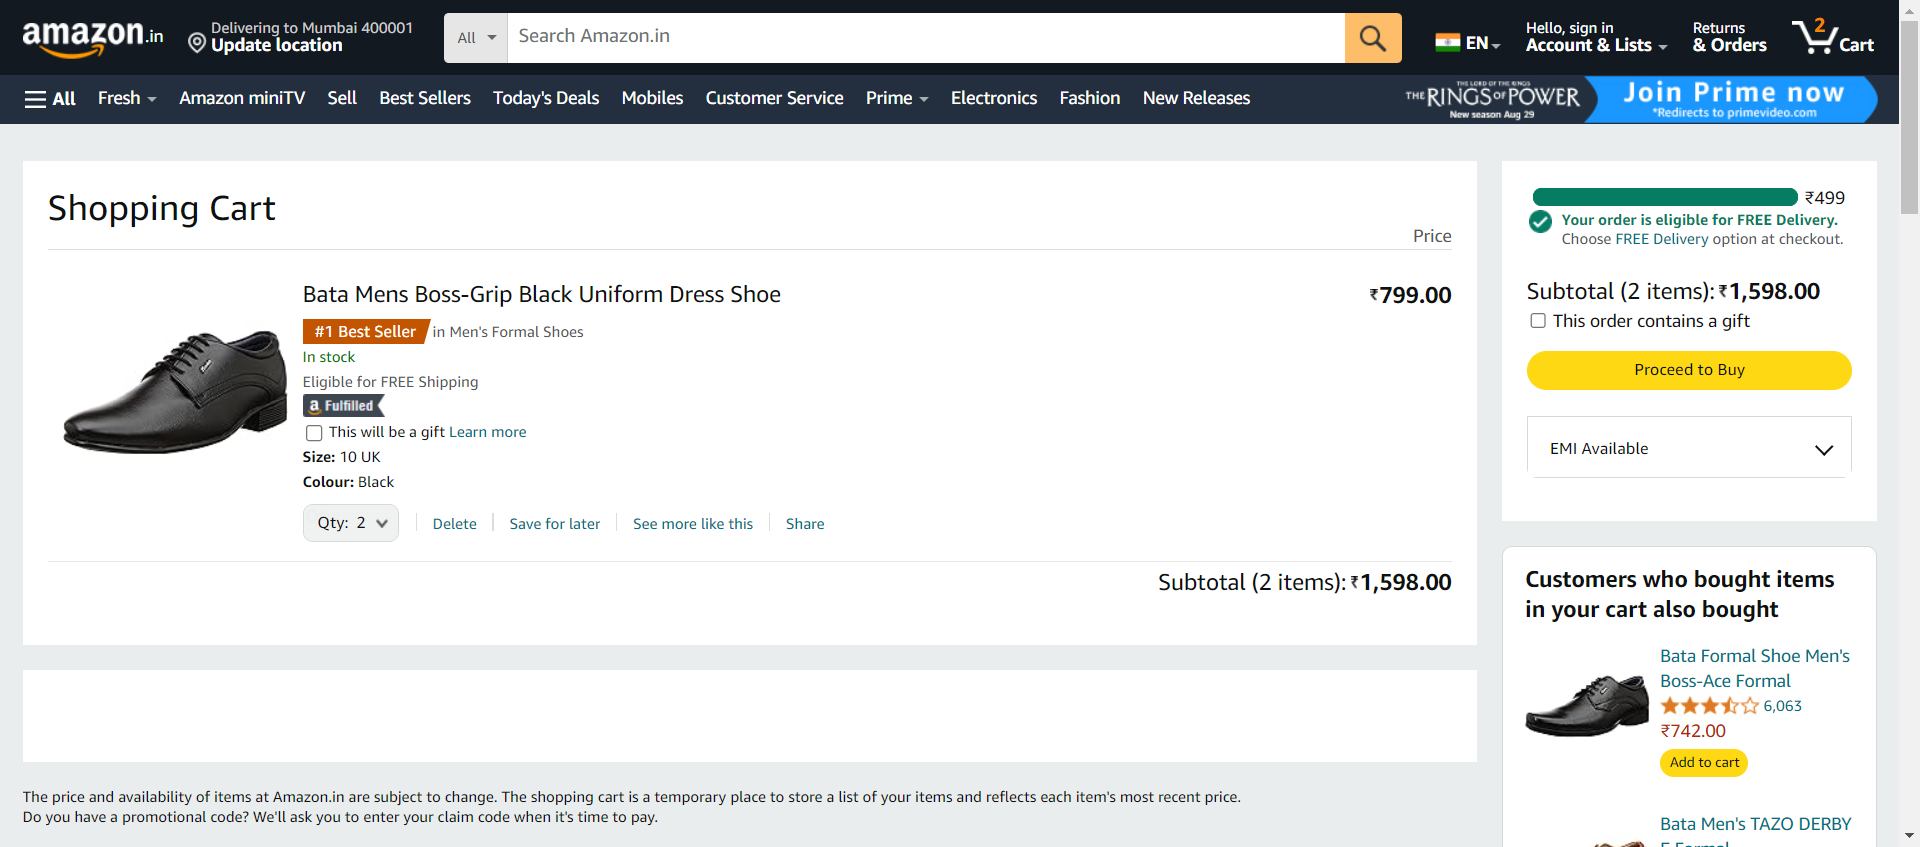 amazon.in
Delivering to Mumbai 400001
Update location
All
Search Amazon.in
EN
Hello, sign in
Account & Lists
Returns
& Orders
2
Cart
All
Fresh
Amazon miniTV
Sell
Best Sellers
Today's Deals
Mobiles
Customer Service
Prime
Electronics
Fashion
New Releases
THE LORD OF THE RINGS
THE RINGS OF POWER
New season Aug 29
Join Prime now
*Redirects to primevideo.com
Shopping Cart
Price
Bata Mens Boss-Grip Black Uniform Dress Shoe
₹799.00
#1 Best Seller in Men's Formal Shoes
In stock
Eligible for FREE Shipping
a Fulfilled
This will be a gift Learn more
Size: 10 UK
Colour: Black
Qty: 2
Delete
Save for later
See more like this
Share
Subtotal (2 items): ₹1,598.00
The price and availability of items at Amazon.in are subject to change. The shopping cart is a temporary place to store a list of your items and reflects each item's most recent price.
Do you have a promotional code? We'll ask you to enter your claim code when it's time to pay.
₹499
Your order is eligible for FREE Delivery.
Choose FREE Delivery option at checkout.
Subtotal (2 items): ₹1,598.00
This order contains a gift
Proceed to Buy
EMI Available
Customers who bought items
in your cart also bought
Bata Formal Shoe Men's
Boss-Ace Formal
6,063
₹742.00
Add to cart
Bata Men's TAZO DERBY